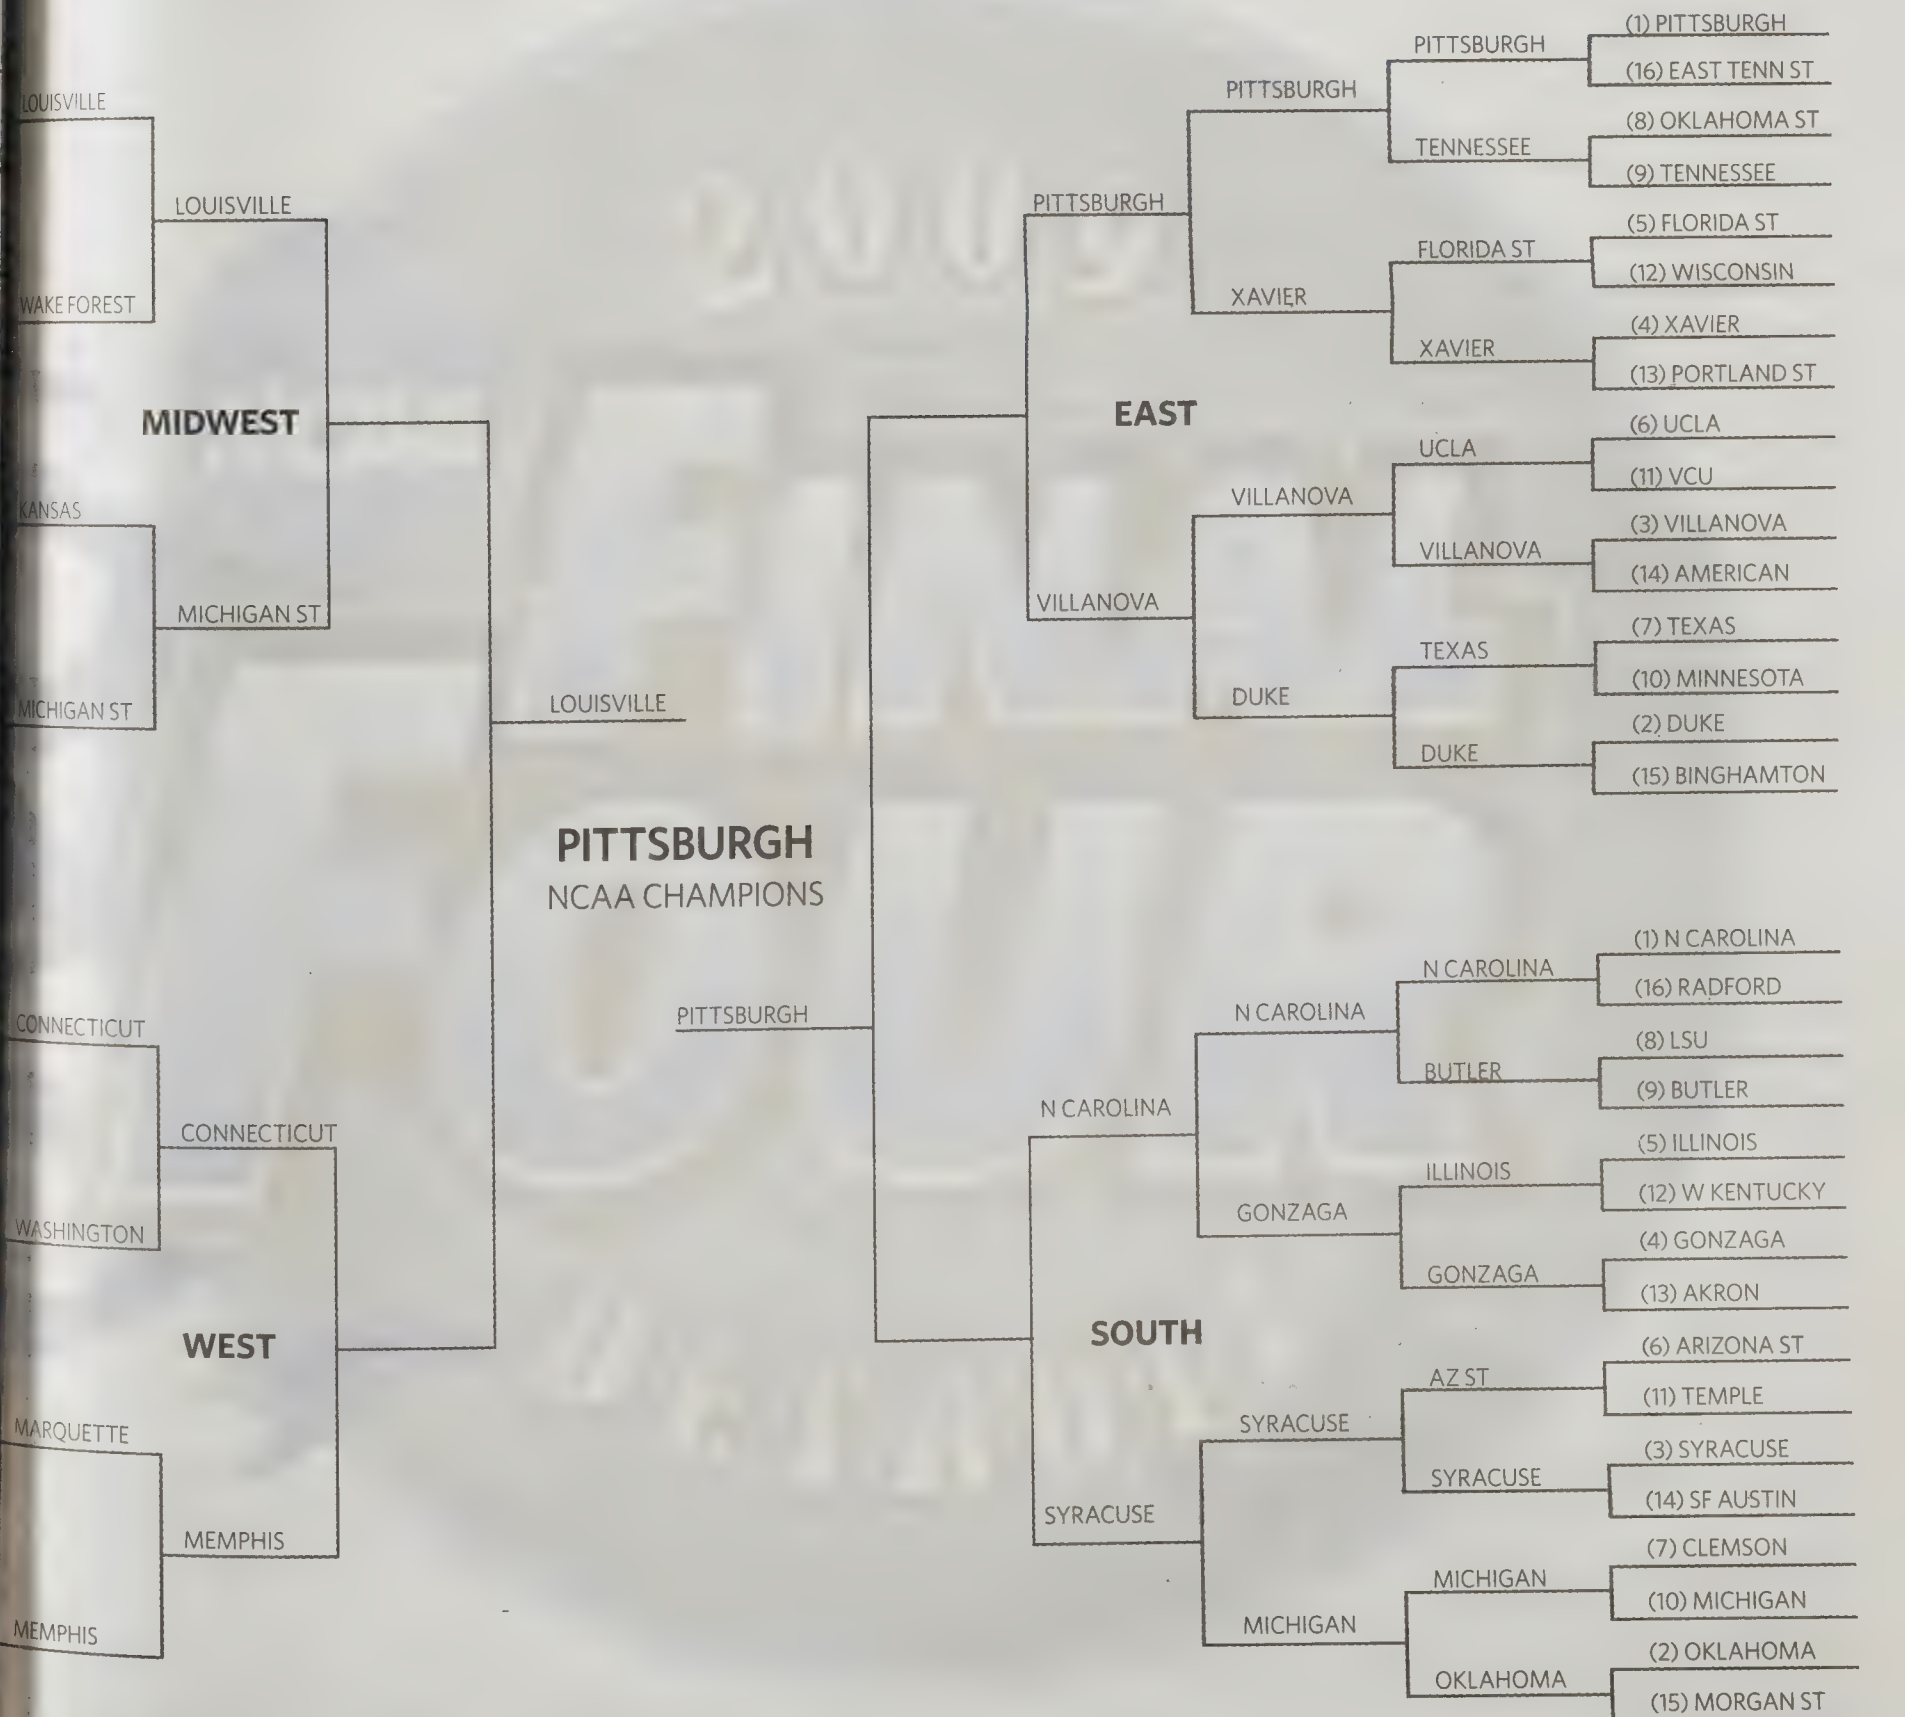 LOUISVILLE
LOUISVILLE
WAKE FOREST
MIDWEST
KANSAS
MICHIGAN ST
MICHIGAN ST
LOUISVILLE
PITTSBURGH
NCAA CHAMPIONS
CONNECTICUT
CONNECTICUT
WASHINGTON
WEST
MARQUETTE
MEMPHIS
MEMPHIS
PITTSBURGH
2009
FINAL
FOUR
PITTSBURGH
VILLANOVA
EAST
PITTSBURGH
XAVIER
VILLANOVA
DUKE
PITTSBURGH
TENNESSEE
FLORIDA ST
XAVIER
UCLA
VILLANOVA
TEXAS
DUKE
(1) PITTSBURGH
(16) EAST TENN ST
(8) OKLAHOMA ST
(9) TENNESSEE
(5) FLORIDA ST
(12) WISCONSIN
(4) XAVIER
(13) PORTLAND ST
(6) UCLA
(11) VCU
(3) VILLANOVA
(14) AMERICAN
(7) TEXAS
(10) MINNESOTA
(2) DUKE
(15) BINGHAMTON
N CAROLINA
SYRACUSE
SOUTH
N CAROLINA
GONZAGA
SYRACUSE
MICHIGAN
N CAROLINA
BUTLER
ILLINOIS
GONZAGA
AZ ST
SYRACUSE
MICHIGAN
OKLAHOMA
(1) N CAROLINA
(16) RADFORD
(8) LSU
(9) BUTLER
(5) ILLINOIS
(12) W KENTUCKY
(4) GONZAGA
(13) AKRON
(6) ARIZONA ST
(11) TEMPLE
(3) SYRACUSE
(14) SF AUSTIN
(7) CLEMSON
(10) MICHIGAN
(2) OKLAHOMA
(15) MORGAN ST